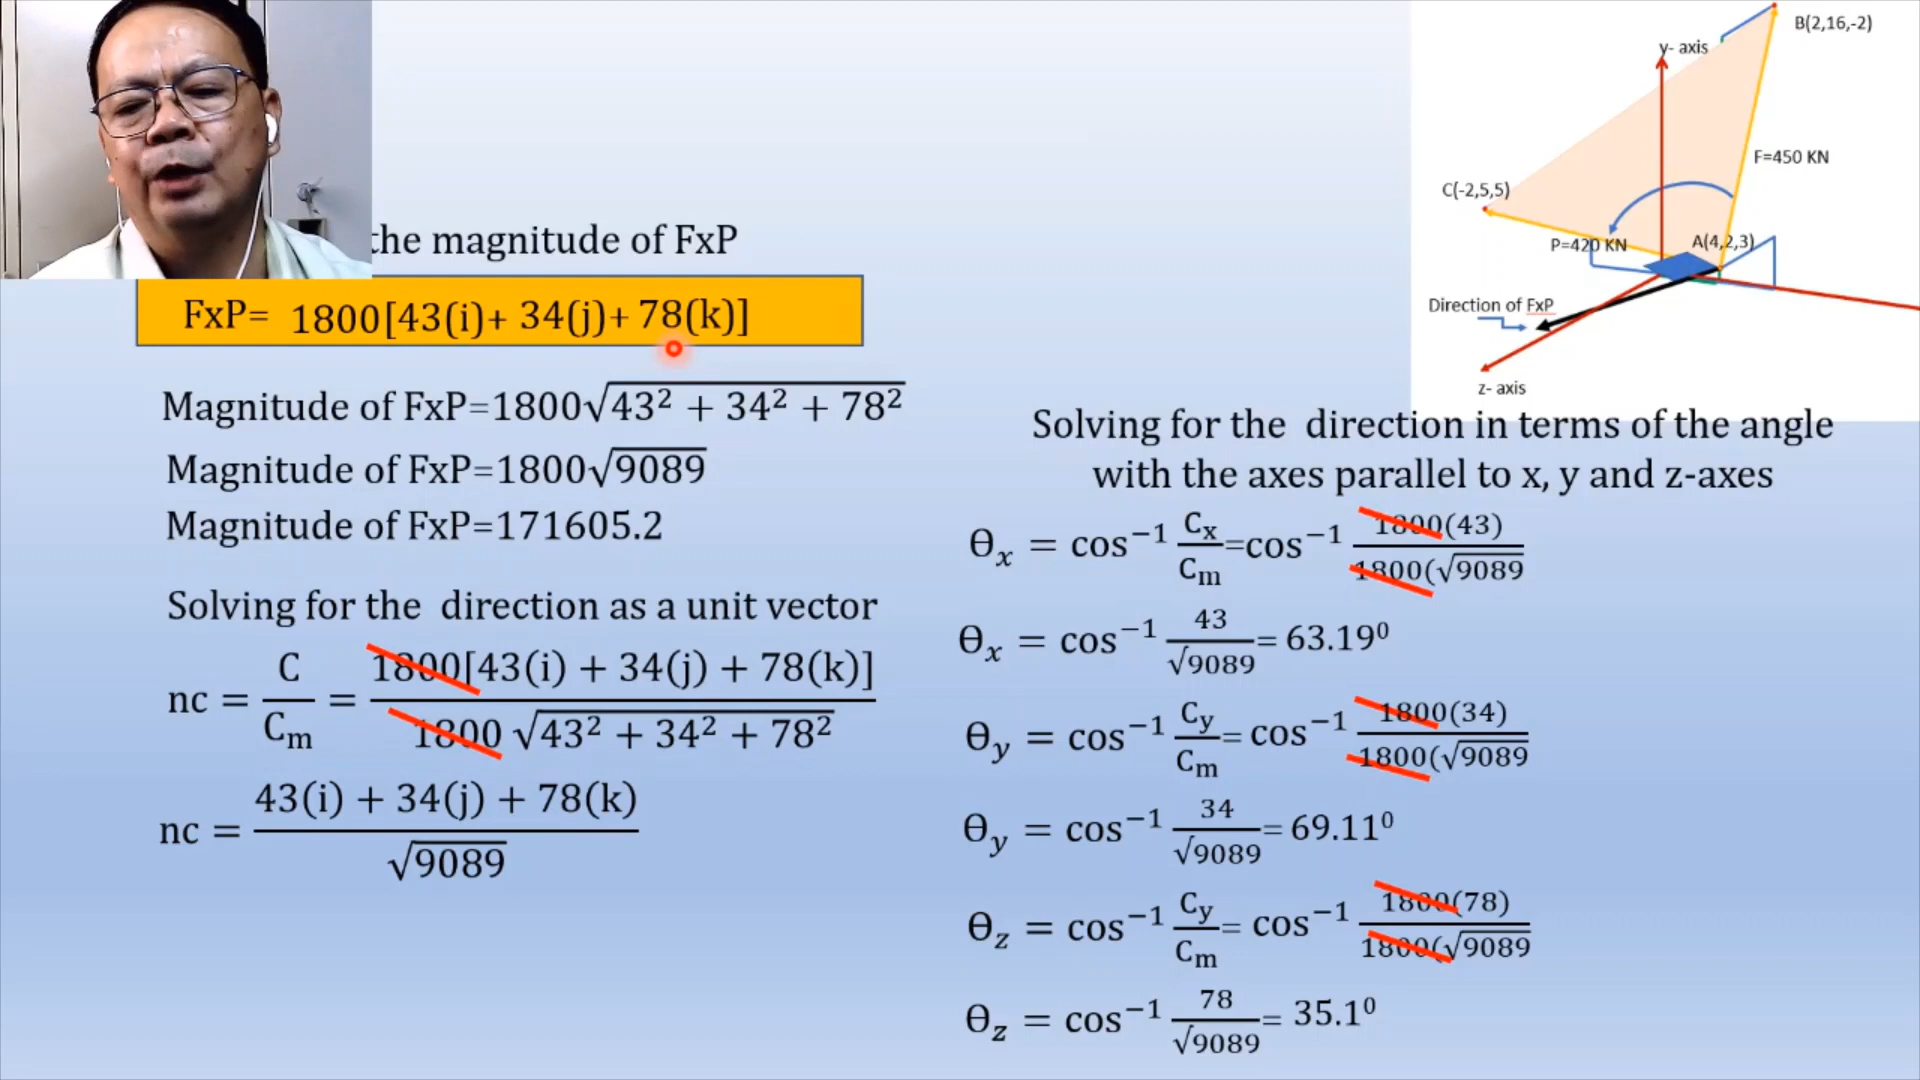 the magnitude of FxP
FxP= 1800[43(i)+ 34(j)+ 78(k)]
Magnitude of FxP=1800√43² + 34² + 78²
Magnitude of FxP=1800√9089
Magnitude of FxP=171605.2
Solving for the direction as a unit vector
nc = C/Cₘ = 1800[43(i) + 34(j) + 78(k)]/1800 √43² + 34² + 78²
nc = 43(i) + 34(j) + 78(k)/√9089
B(2,16,-2)
y- axis
F=450 KN
C(-2,5,5)
P=420 KN
A(4,2,3)
Direction of FxP
z- axis
Solving for the direction in terms of the angle
with the axes parallel to x, y and z-axes
Θₓ = cos⁻¹ Cₓ/Cₘ=cos⁻¹ 1800(43)/1800(√9089
Θₓ = cos⁻¹ 43/√9089= 63.19⁰
Θ_y = cos⁻¹ C_y/Cₘ= cos⁻¹ 1800(34)/1800(√9089
Θ_y = cos⁻¹ 34/√9089= 69.11⁰
Θ_z = cos⁻¹ C_y/Cₘ= cos⁻¹ 1800(78)/1800(√9089
Θ_z = cos⁻¹ 78/√9089= 35.1⁰